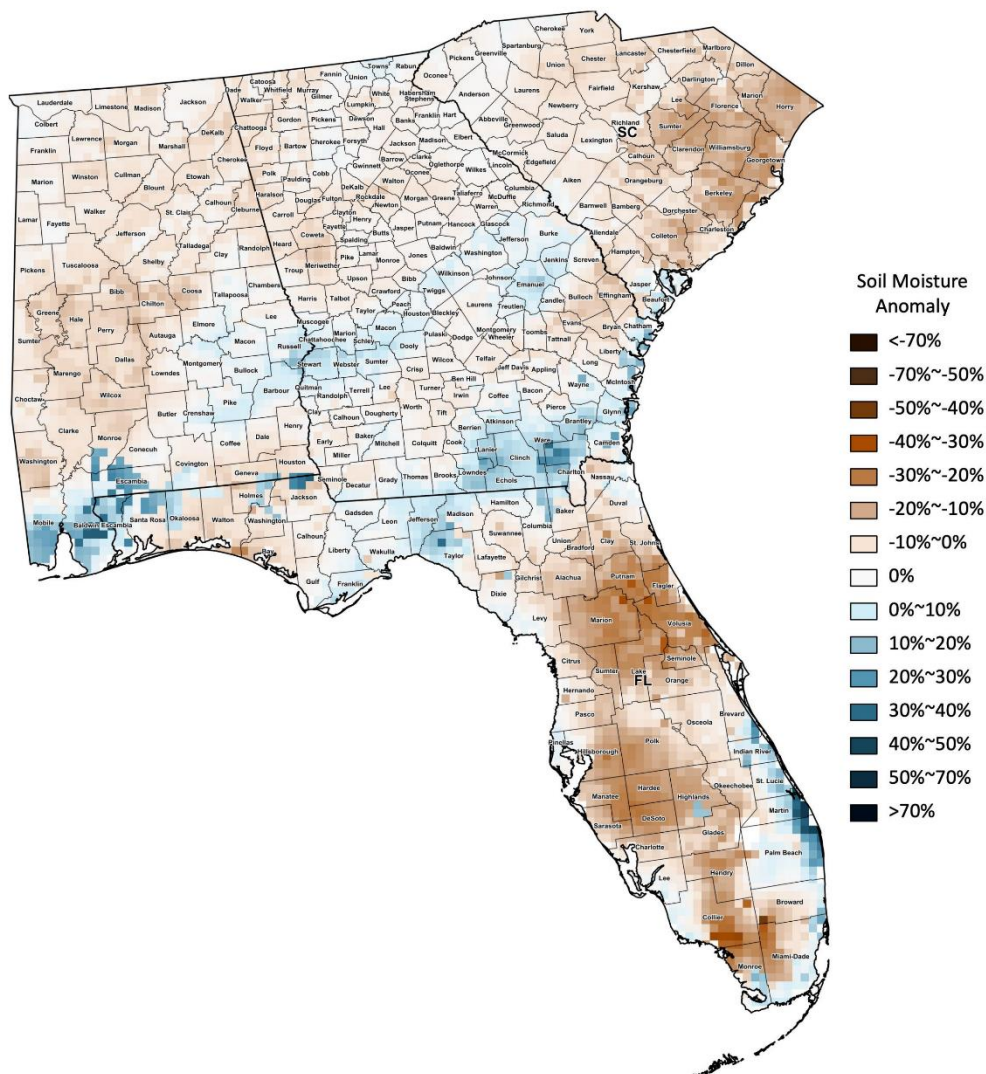 Soil Moisture
Anomaly
<-70%
-70%~-50%
-50%~-40%
-40%~-30%
-30%~-20%
-20%~-10%
-10%~0%
0%
0%~10%
10%~20%
20%~30%
30%~40%
40%~50%
50%~70%
>70%
SC
Cherokee
York
Spartanburg
Greenville
Pickens
Oconee
Union
Chester
Lancaster
Chesterfield
Marlboro
Dillon
Darlington
Marion
Horry
Anderson
Laurens
Fairfield
Kershaw
Lee
Florence
Newberry
Abbeville
Greenwood
Saluda
Richland
Lexington
Sumter
Clarendon
Williamsburg
Georgetown
McCormick
Edgefield
Calhoun
Aiken
Orangeburg
Berkeley
Barnwell
Bamberg
Dorchester
Charleston
Allendale
Colleton
Hampton
Jasper
Beaufort
Lauderdale
Limestone
Madison
Jackson
Colbert
Lawrence
Morgan
Marshall
DeKalb
Franklin
Winston
Cullman
Etowah
Cherokee
Marion
Blount
Calhoun
Cleburne
Lamar
Fayette
Walker
St. Clair
Jefferson
Talladega
Randolph
Pickens
Tuscaloosa
Shelby
Clay
Bibb
Chilton
Coosa
Tallapoosa
Chambers
Greene
Hale
Perry
Autauga
Elmore
Lee
Sumter
Dallas
Macon
Russell
Marengo
Lowndes
Montgomery
Bullock
Choctaw
Wilcox
Pike
Barbour
Butler
Crenshaw
Clarke
Monroe
Henry
Coffee
Dale
Conecuh
Washington
Covington
Houston
Geneva
Escambia
Mobile
Baldwin
Dade
Catoosa
Walker
Whitfield
Murray
Fannin
Union
Towns
Rabun
Gilmer
White
Habersham
Stephens
Lumpkin
Chattooga
Gordon
Pickens
Dawson
Hall
Banks
Franklin
Hart
Floyd
Bartow
Cherokee
Forsyth
Jackson
Madison
Elbert
Polk
Paulding
Cobb
Gwinnett
Barrow
Clarke
Oglethorpe
Wilkes
Lincoln
Haralson
Douglas
Fulton
DeKalb
Rockdale
Walton
Oconee
Newton
Morgan
Greene
Taliaferro
McDuffie
Columbia
Carroll
Clayton
Henry
Warren
Richmond
Coweta
Fayette
Spalding
Butts
Jasper
Putnam
Hancock
Glascock
Heard
Baldwin
Jefferson
Burke
Troup
Meriwether
Pike
Lamar
Monroe
Jones
Washington
Upson
Bibb
Wilkinson
Jenkins
Screven
Harris
Talbot
Crawford
Twiggs
Johnson
Emanuel
Peach
Houston
Bleckley
Laurens
Treutlen
Candler
Bulloch
Effingham
Muscogee
Taylor
Marion
Macon
Chattahoochee
Schley
Dooly
Pulaski
Dodge
Montgomery
Wheeler
Toombs
Evans
Tattnall
Bryan
Chatham
Stewart
Webster
Sumter
Wilcox
Telfair
Liberty
Quitman
Randolph
Terrell
Lee
Crisp
Jeff Davis
Appling
Long
Turner
Ben Hill
Clay
Calhoun
Dougherty
Worth
Tift
Irwin
Coffee
Bacon
Wayne
McIntosh
Early
Baker
Mitchell
Colquitt
Cook
Berrien
Atkinson
Pierce
Brantley
Glynn
Miller
Lanier
Ware
Camden
Clinch
Seminole
Decatur
Grady
Thomas
Brooks
Lowndes
Echols
Charlton
Escambia
Santa Rosa
Okaloosa
Walton
Holmes
Jackson
Washington
Bay
Calhoun
Gadsden
Leon
Jefferson
Madison
Hamilton
Nassau
Duval
Baker
Columbia
Suwannee
Liberty
Wakulla
Taylor
Lafayette
Union
Bradford
Clay
St. Johns
Gulf
Franklin
Gilchrist
Alachua
Putnam
Flagler
Dixie
Levy
Marion
Volusia
Citrus
Sumter
Lake
FL
Seminole
Orange
Hernando
Pasco
Osceola
Brevard
Pinellas
Hillsborough
Polk
Indian River
Manatee
Hardee
Highlands
Okeechobee
St. Lucie
Sarasota
DeSoto
Martin
Charlotte
Glades
Palm Beach
Lee
Hendry
Broward
Collier
Monroe
Miami-Dade